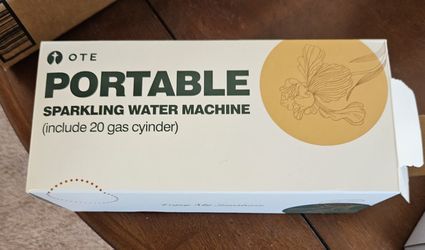 OTE
PORTABLE
SPARKLING WATER MACHINE
(include 20 gas cyinder)